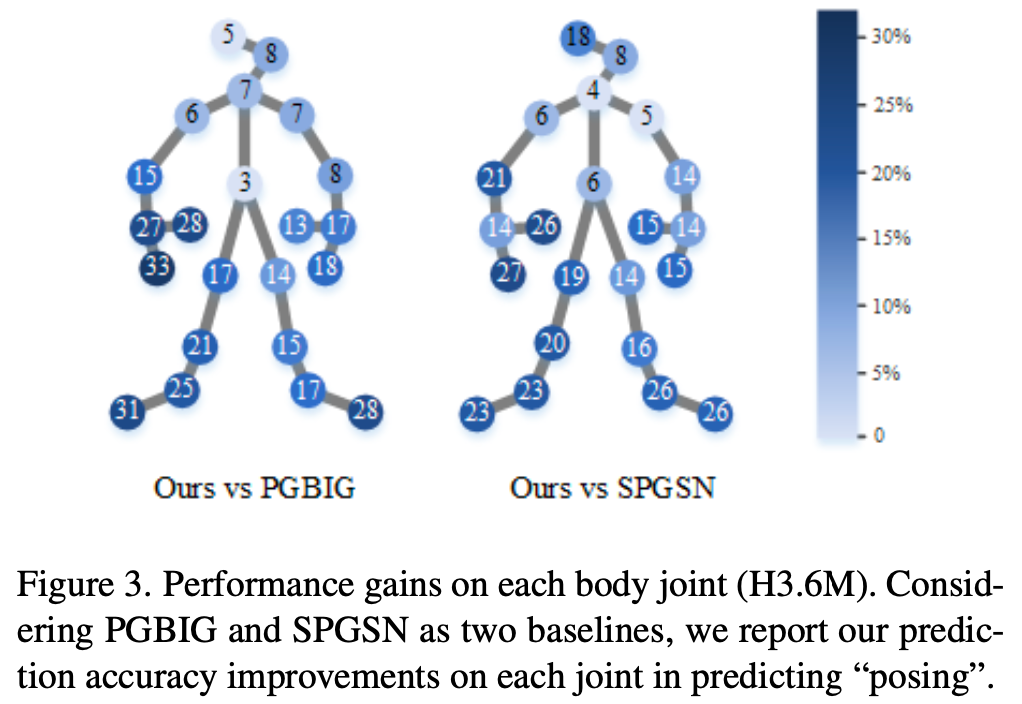 5 18 30%
8 8
7 4
6 7 6 5 25%
15 3 8 21 6 14 20%
27 28 13 17 14 26 15 14 15%
33 17 14 18 27 19 14 15 10%
21 15 20 16 5%
25 17 23 26
31 28 23 26 0
Ours vs PGBIG Ours vs SPGSN
Figure 3. Performance gains on each body joint (H3.6M). Consid-
ering PGBIG and SPGSN as two baselines, we report our predic-
tion accuracy improvements on each joint in predicting “posing”.